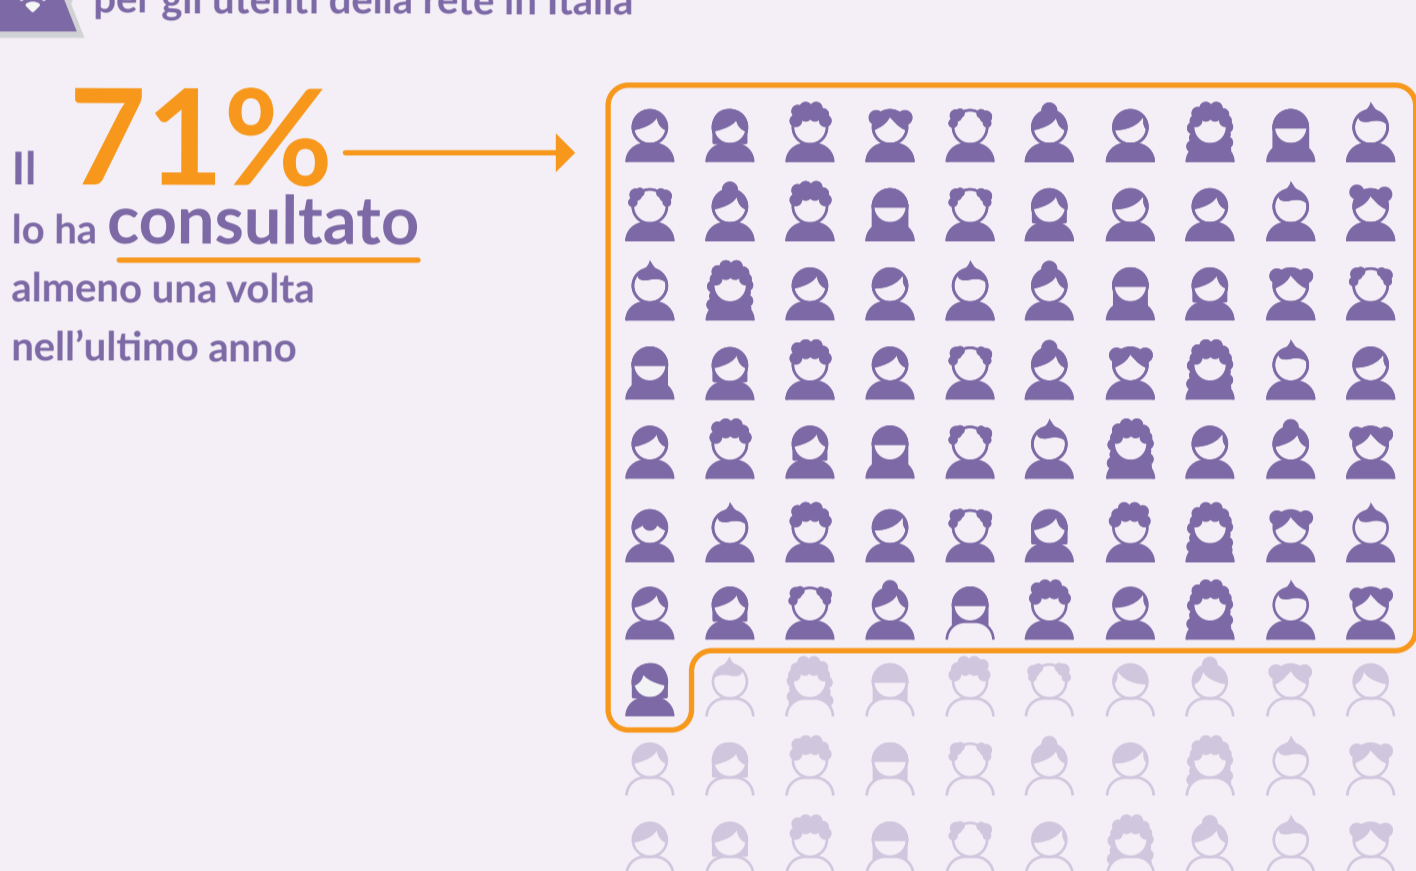 per gli utenti della rete in Italia
Il 71%
lo ha consultato
almeno una volta
nell'ultimo anno